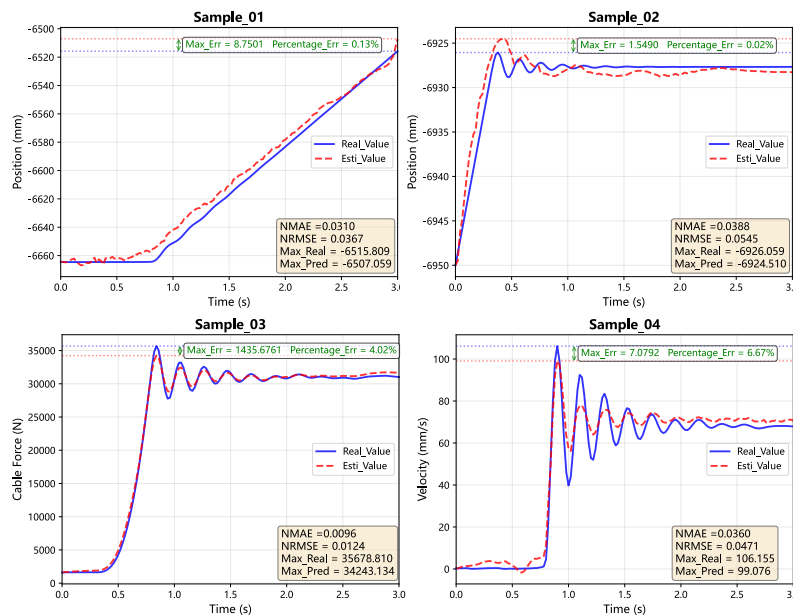 Sample_01
-6500
-6520
-6540
-6560
-6580
-6600
-6620
-6640
-6660
Position (mm)
Max_Err = 8.7501 Percentage_Err = 0.13%
Real_Value
Esti_Value
NMAE =0.0310
NRMSE = 0.0367
Max_Real = -6515.809
Max_Pred = -6507.059
0.0 0.5 1.0 1.5 2.0 2.5 3.0
Time (s)
Sample_02
-6925
-6930
-6935
-6940
-6945
-6950
Position (mm)
Max_Err = 1.5490 Percentage_Err = 0.02%
Real_Value
Esti_Value
NMAE =0.0388
NRMSE = 0.0545
Max_Real = -6926.059
Max_Pred = -6924.510
0.0 0.5 1.0 1.5 2.0 2.5 3.0
Time (s)
Sample_03
35000
30000
25000
20000
15000
10000
5000
0
Cable Force (N)
Max_Err = 1435.6761 Percentage_Err = 4.02%
Real_Value
Esti_Value
NMAE =0.0096
NRMSE = 0.0124
Max_Real = 35678.810
Max_Pred = 34243.134
0.0 0.5 1.0 1.5 2.0 2.5 3.0
Time (s)
Sample_04
100
80
60
40
20
0
Velocity (mm/s)
Max_Err = 7.0792 Percentage_Err = 6.67%
Real_Value
Esti_Value
NMAE =0.0360
NRMSE = 0.0471
Max_Real = 106.155
Max_Pred = 99.076
0.0 0.5 1.0 1.5 2.0 2.5 3.0
Time (s)